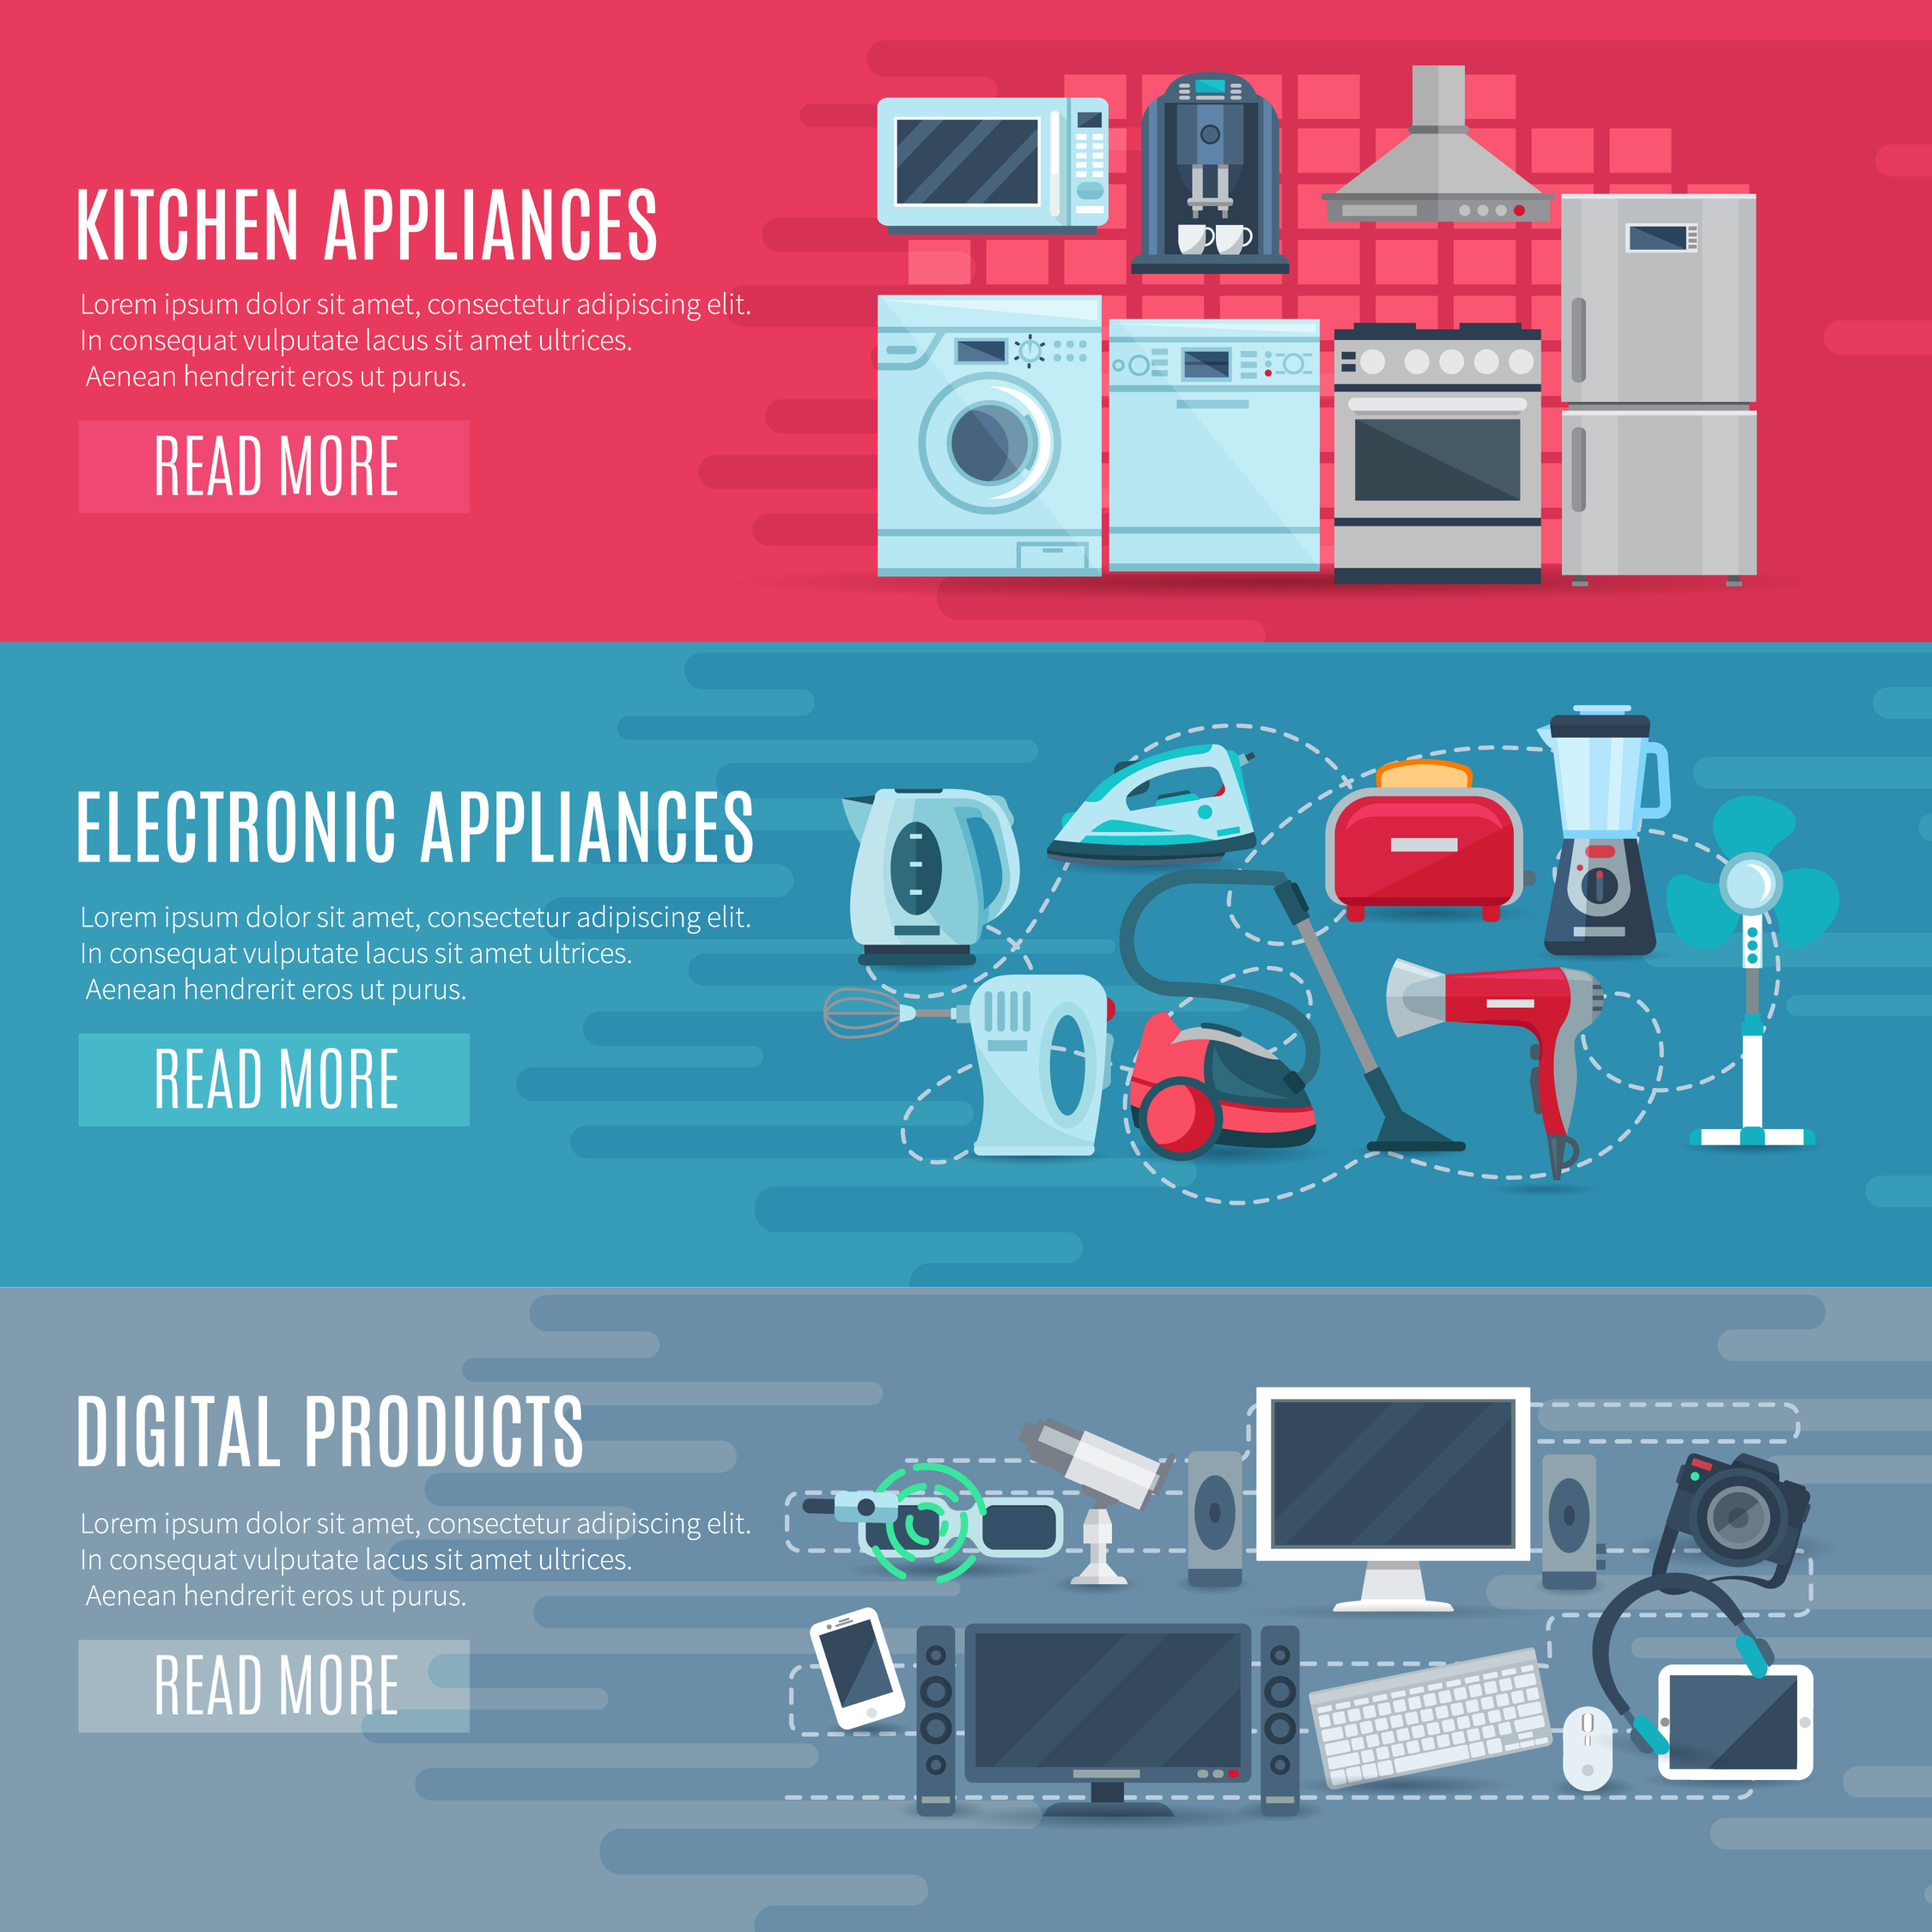 KITCHEN APPLIANCES
Lorem ipsum dolor sit amet, consectetur adipiscing elit.
In consequat vulputate lacus sit amet ultrices.
Aenean hendrerit eros ut purus.
READ MORE
ELECTRONIC APPLIANCES
Lorem ipsum dolor sit amet, consectetur adipiscing elit.
In consequat vulputate lacus sit amet ultrices.
Aenean hendrerit eros ut purus.
READ MORE
DIGITAL PRODUCTS
Lorem ipsum dolor sit amet, consectetur adipiscing elit.
In consequat vulputate lacus sit amet ultrices.
Aenean hendrerit eros ut purus.
READ MORE